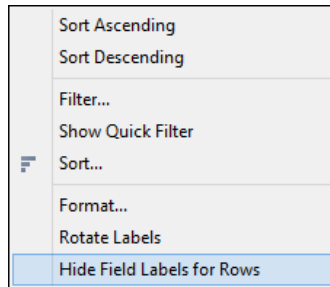 Sort Ascending
Sort Descending
Filter...
Show Quick Filter
Sort...
Format...
Rotate Labels
Hide Field Labels for Rows